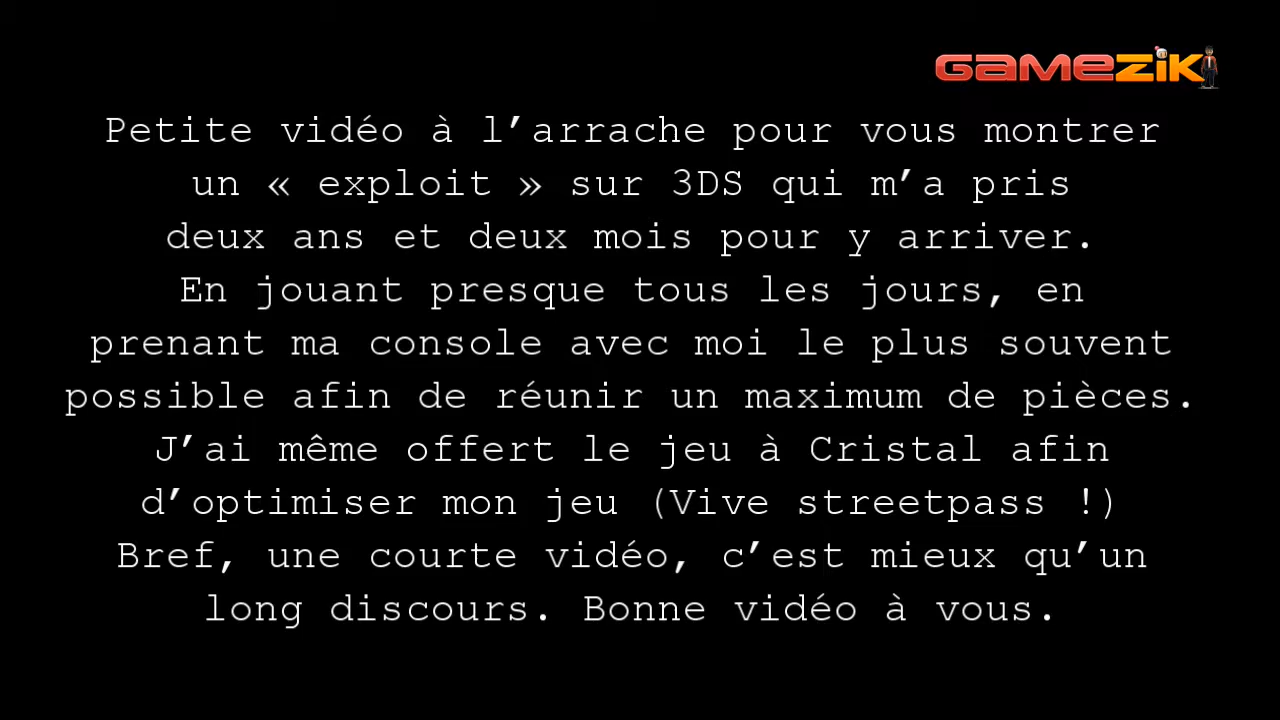 GAMEZIK
Petite vidéo à l’arrache pour vous montrer
un « exploit » sur 3DS qui m’a pris
deux ans et deux mois pour y arriver.
En jouant presque tous les jours, en
prenant ma console avec moi le plus souvent
possible afin de réunir un maximum de pièces.
J’ai même offert le jeu à Cristal afin
d’optimiser mon jeu (Vive streetpass !)
Bref, une courte vidéo, c’est mieux qu’un
long discours. Bonne vidéo à vous.